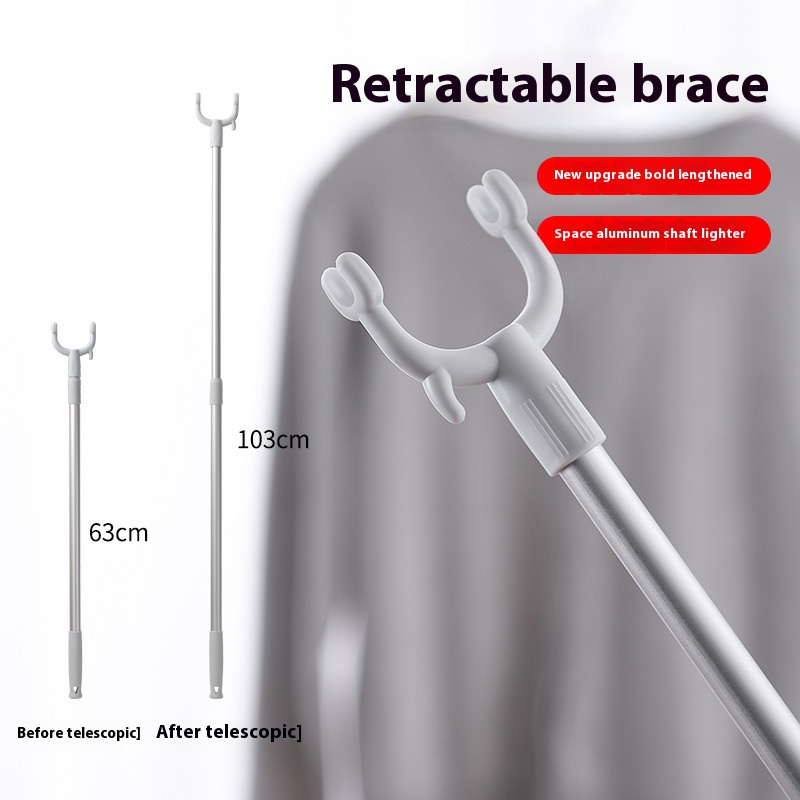 Retractable brace
New upgrade bold lengthened
Space aluminum shaft lighter
103cm
63cm
Before telescopic]
After telescopic]